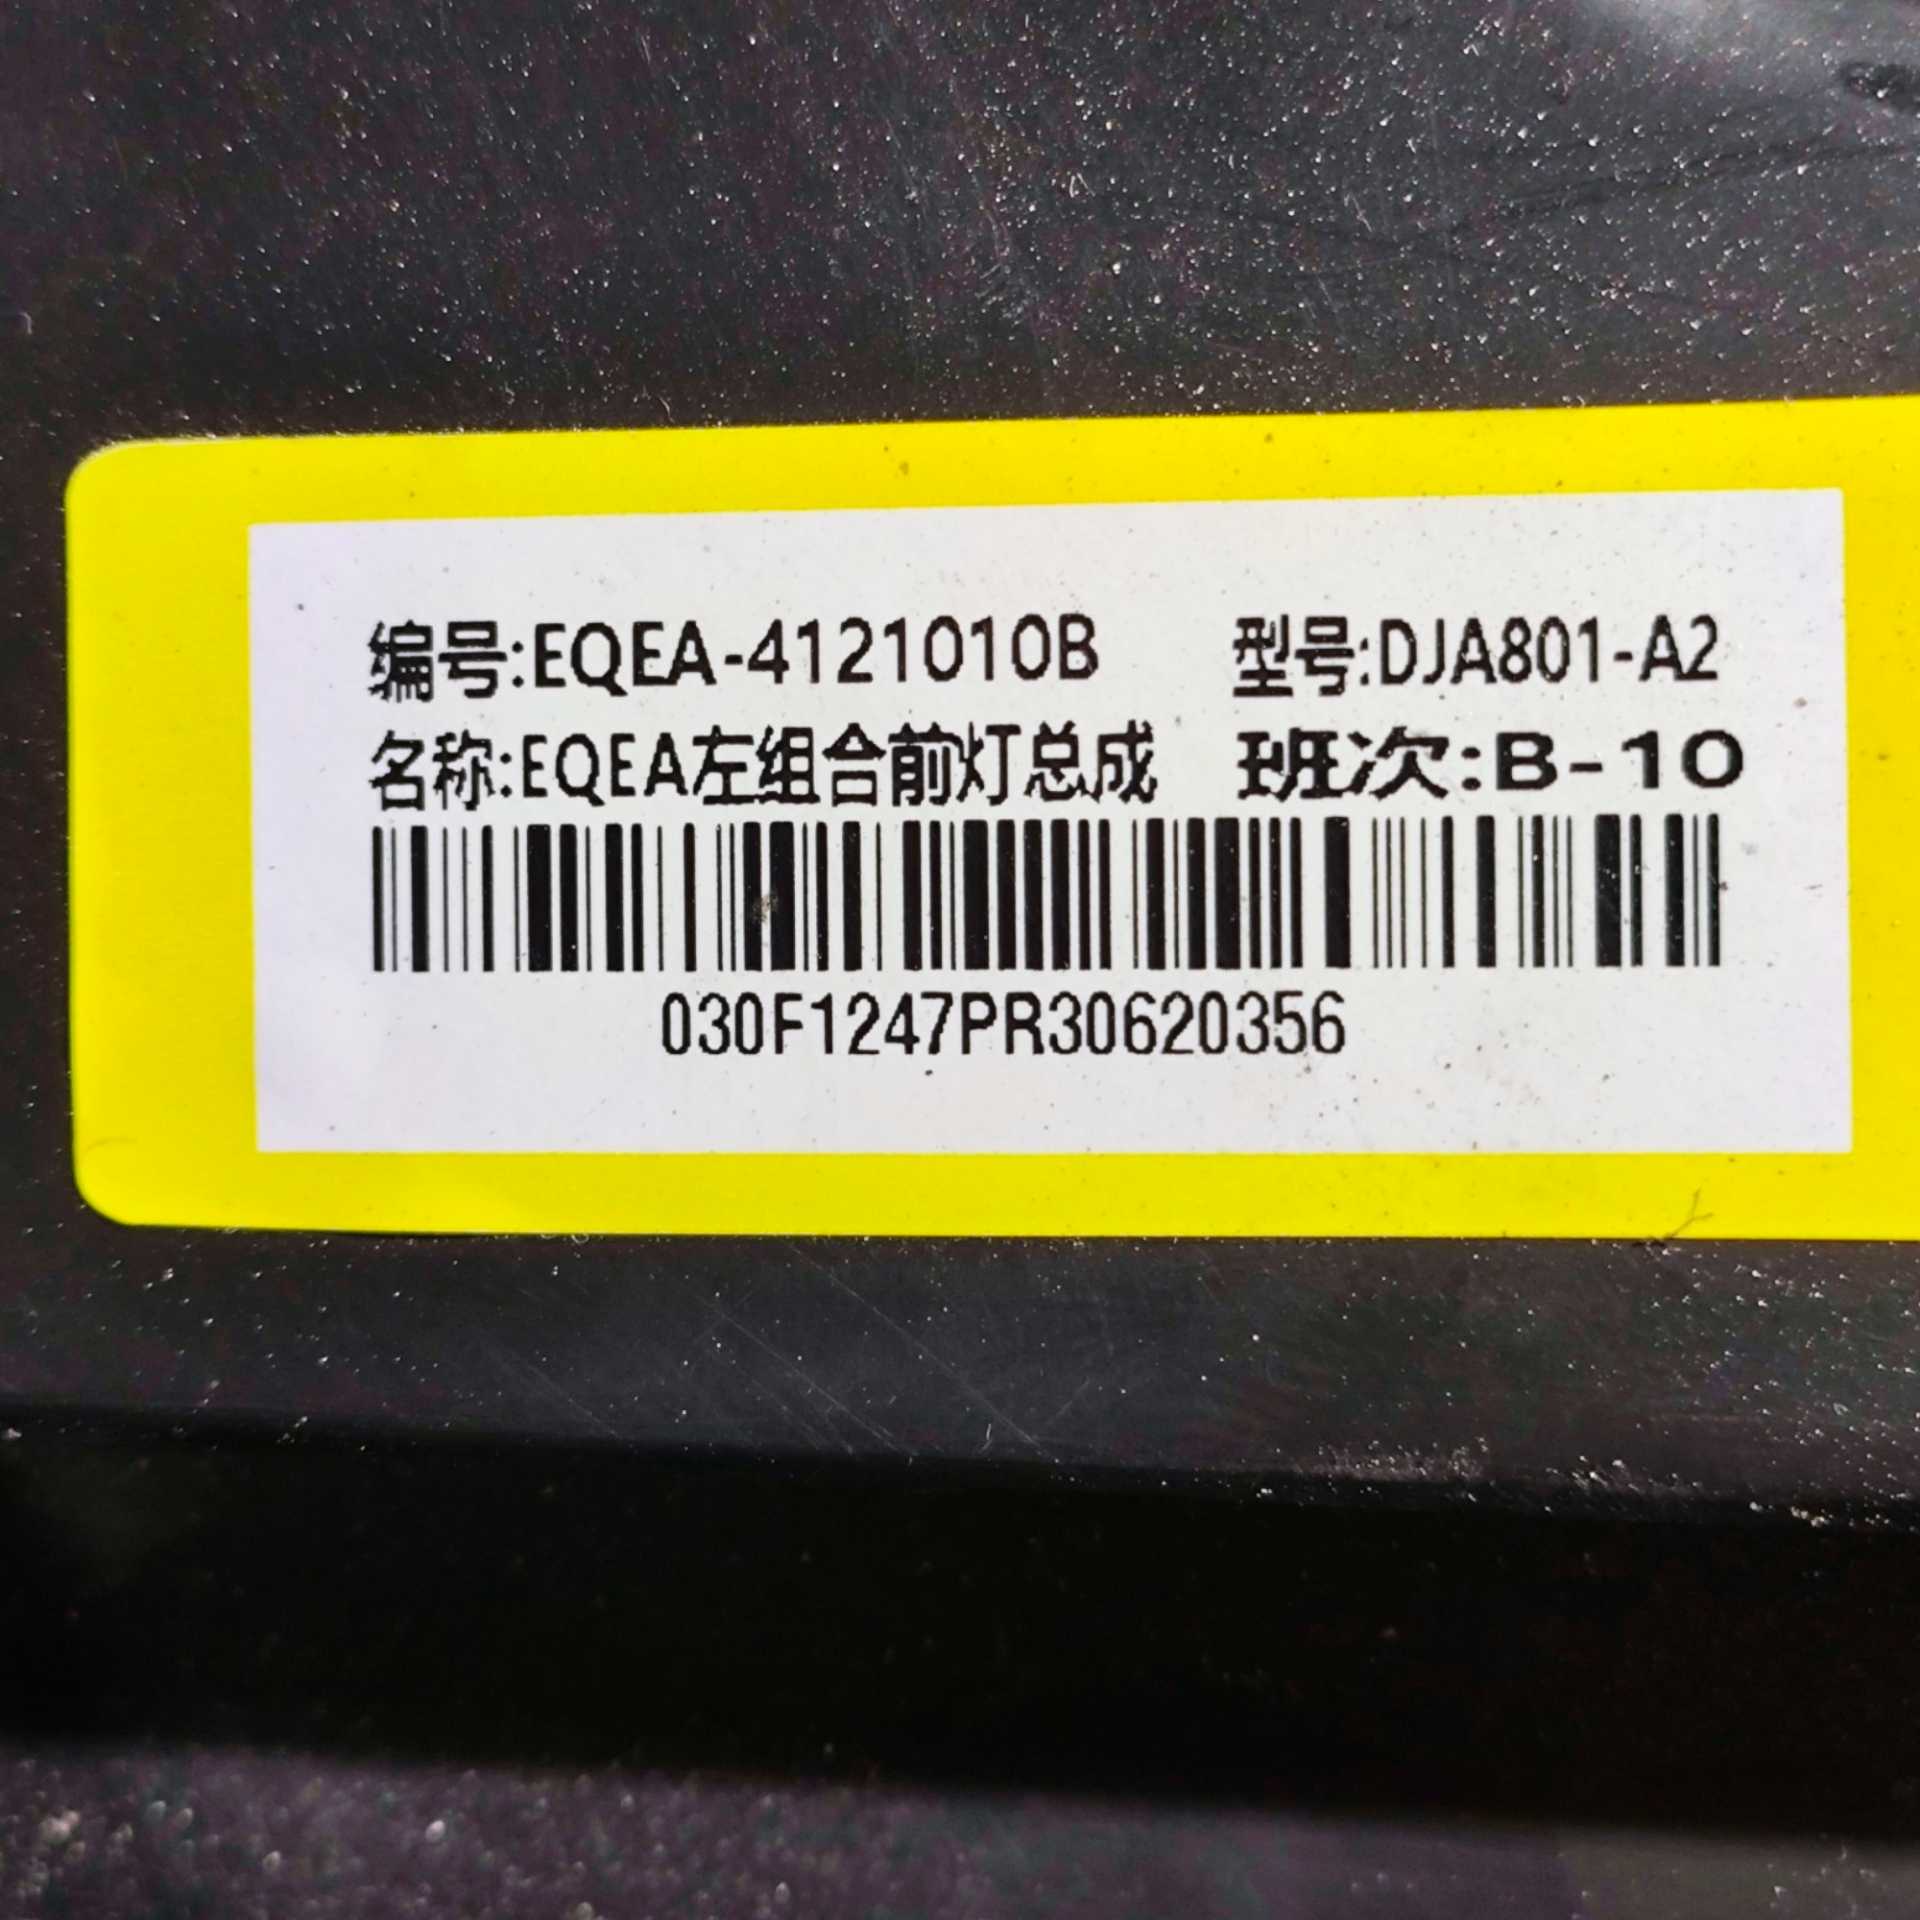 编号:EQEA-4121010B 型号:DJA801-A2
名称:EQEA左组合前灯总成 班次:B-10
030F1247PR30620356